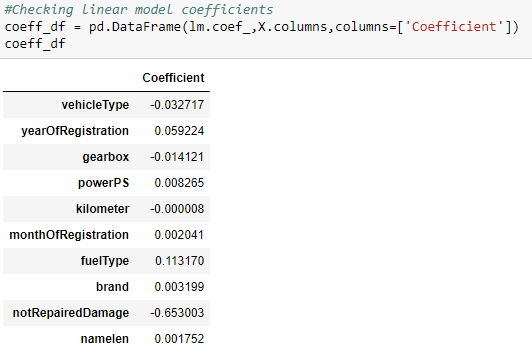 #Checking linear model coefficients
coeff_df = pd.DataFrame(lm.coef_,X.columns,columns=['Coefficient'])
coeff_df
Coefficient
vehicleType -0.032717
yearOfRegistration 0.059224
gearbox -0.014121
powerPS 0.008265
kilometer -0.000008
monthOfRegistration 0.002041
fuelType 0.113170
brand 0.003199
notRepairedDamage -0.653003
namelen 0.001752